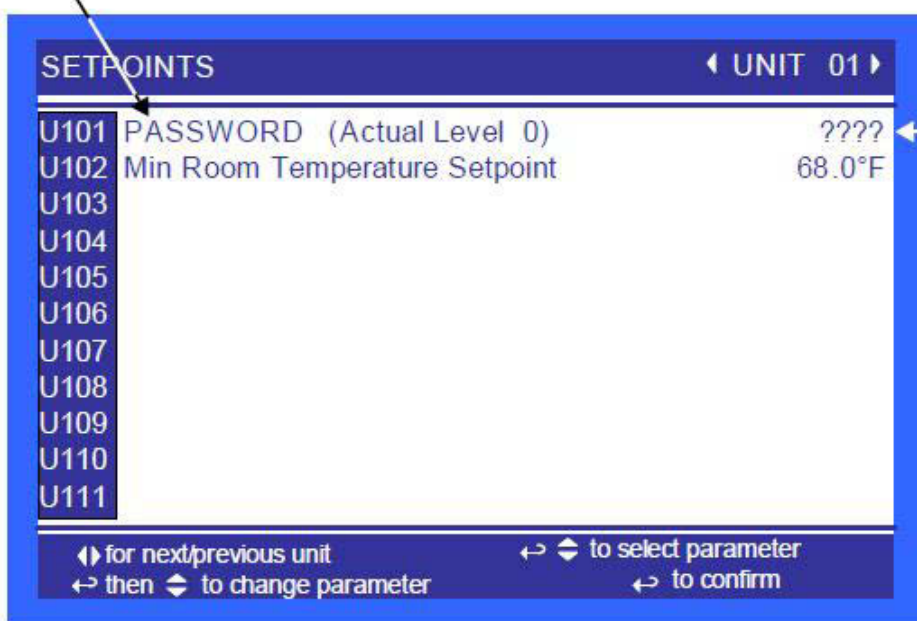 SETPOINTS UNIT 01
U101 PASSWORD (Actual Level 0) ????
U102 Min Room Temperature Setpoint 68.0°F
U103
U104
U105
U106
U107
U108
U109
U110
U111
for next/previous unit to select parameter
then to change parameter to confirm